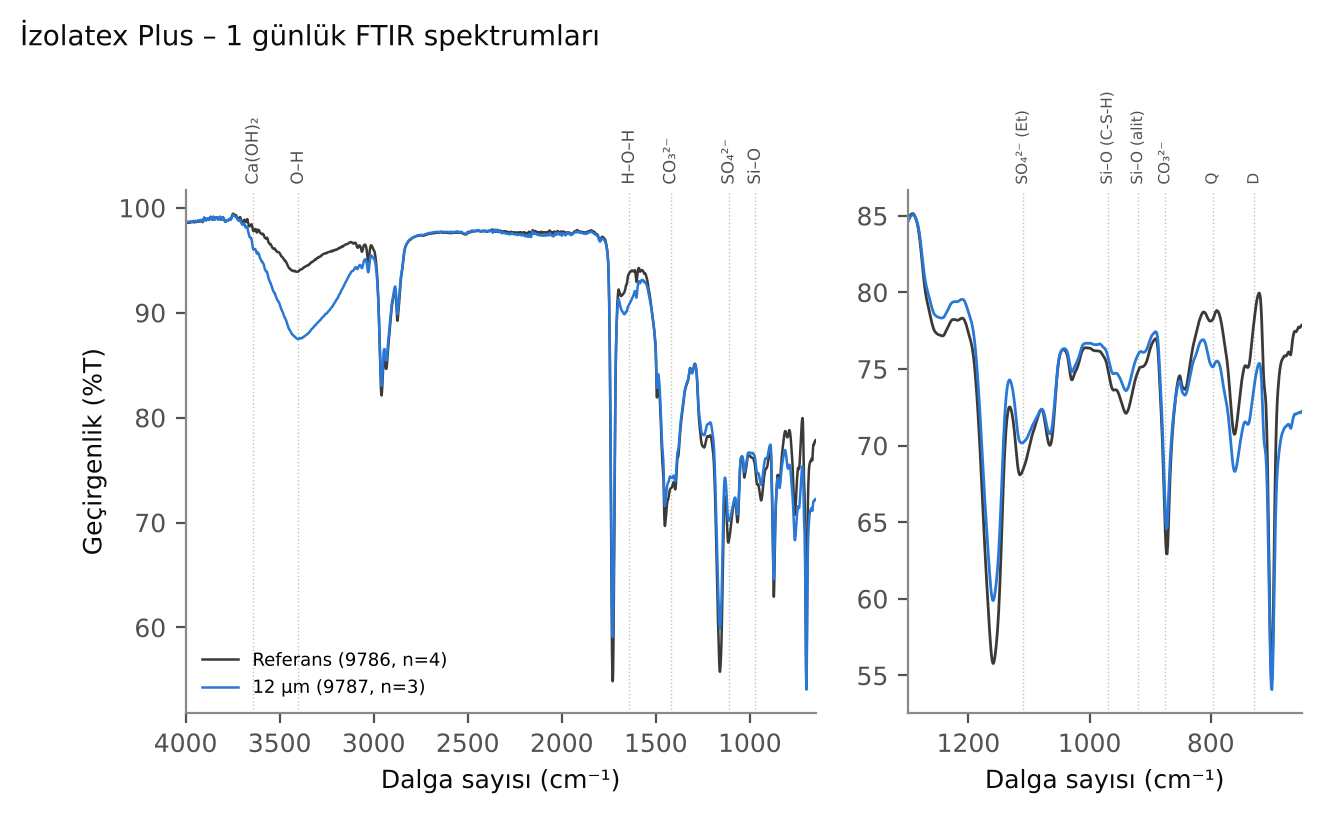 İzolatex Plus – 1 günlük FTIR spektrumları
Ca(OH)₂
O–H
H–O–H
CO₃²⁻
SO₄²⁻
Si–O
100
90
80
70
60
Geçirgenlik (%T)
Referans (9786, n=4)
12 µm (9787, n=3)
4000 3500 3000 2500 2000 1500 1000
Dalga sayısı (cm⁻¹)
SO₄²⁻ (Et)
Si–O (C-S-H)
Si–O (alit)
CO₃²⁻
Q
D
85
80
75
70
65
60
55
1200 1000 800
Dalga sayısı (cm⁻¹)